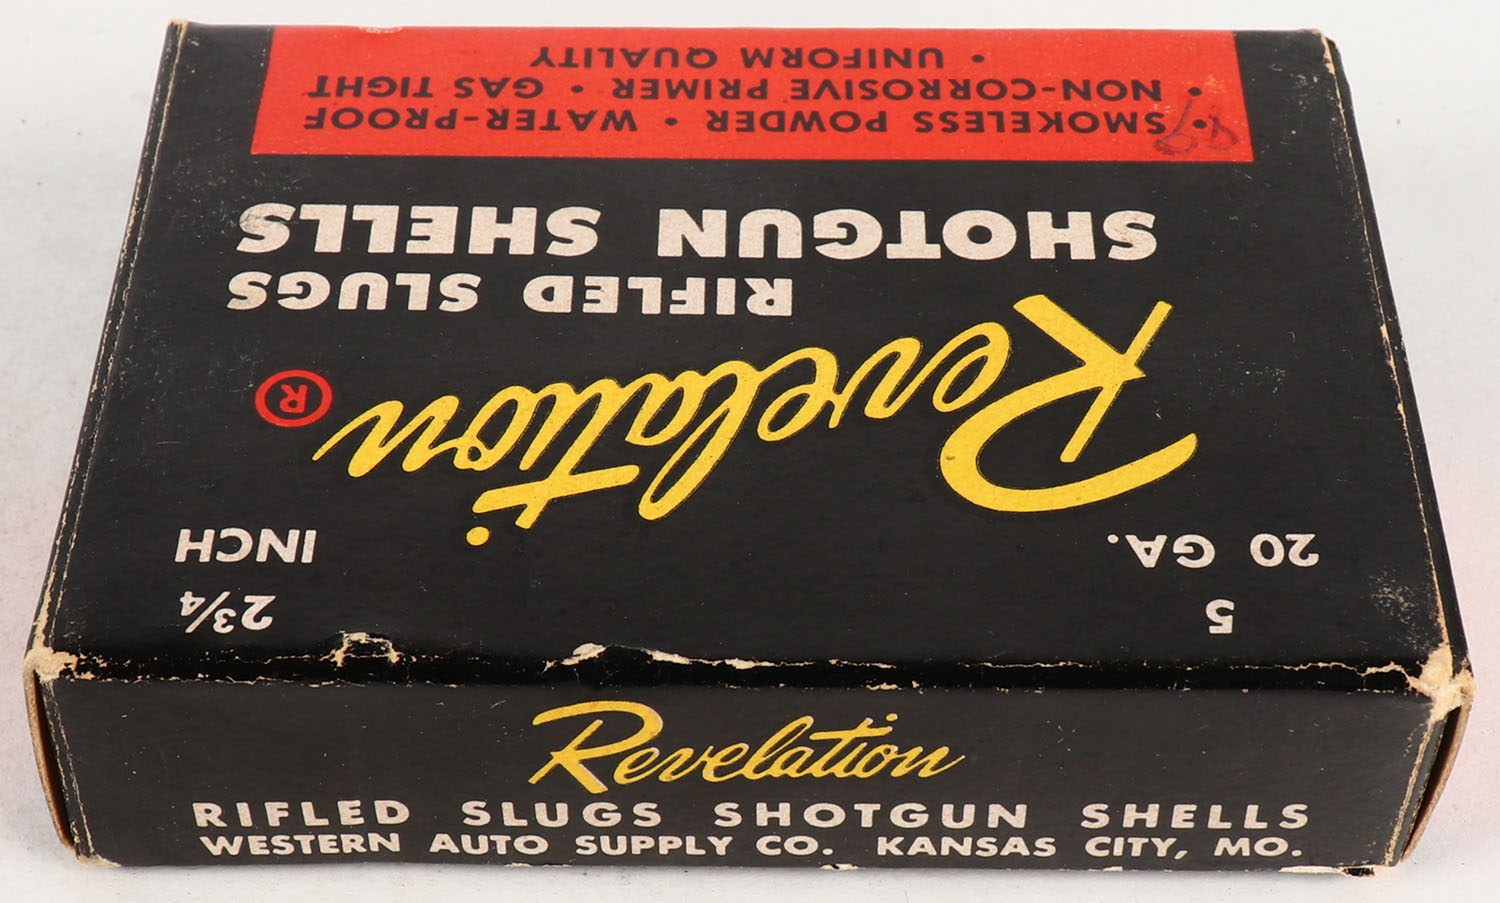 5
20 GA.
2¾
INCH
Revelation ®
RIFLED SLUGS
SHOTGUN SHELLS
• SMOKELESS POWDER • WATER-PROOF
• NON-CORROSIVE PRIMER • GAS TIGHT
• UNIFORM QUALITY
Revelation
RIFLED SLUGS SHOTGUN SHELLS
WESTERN AUTO SUPPLY CO. KANSAS CITY, MO.